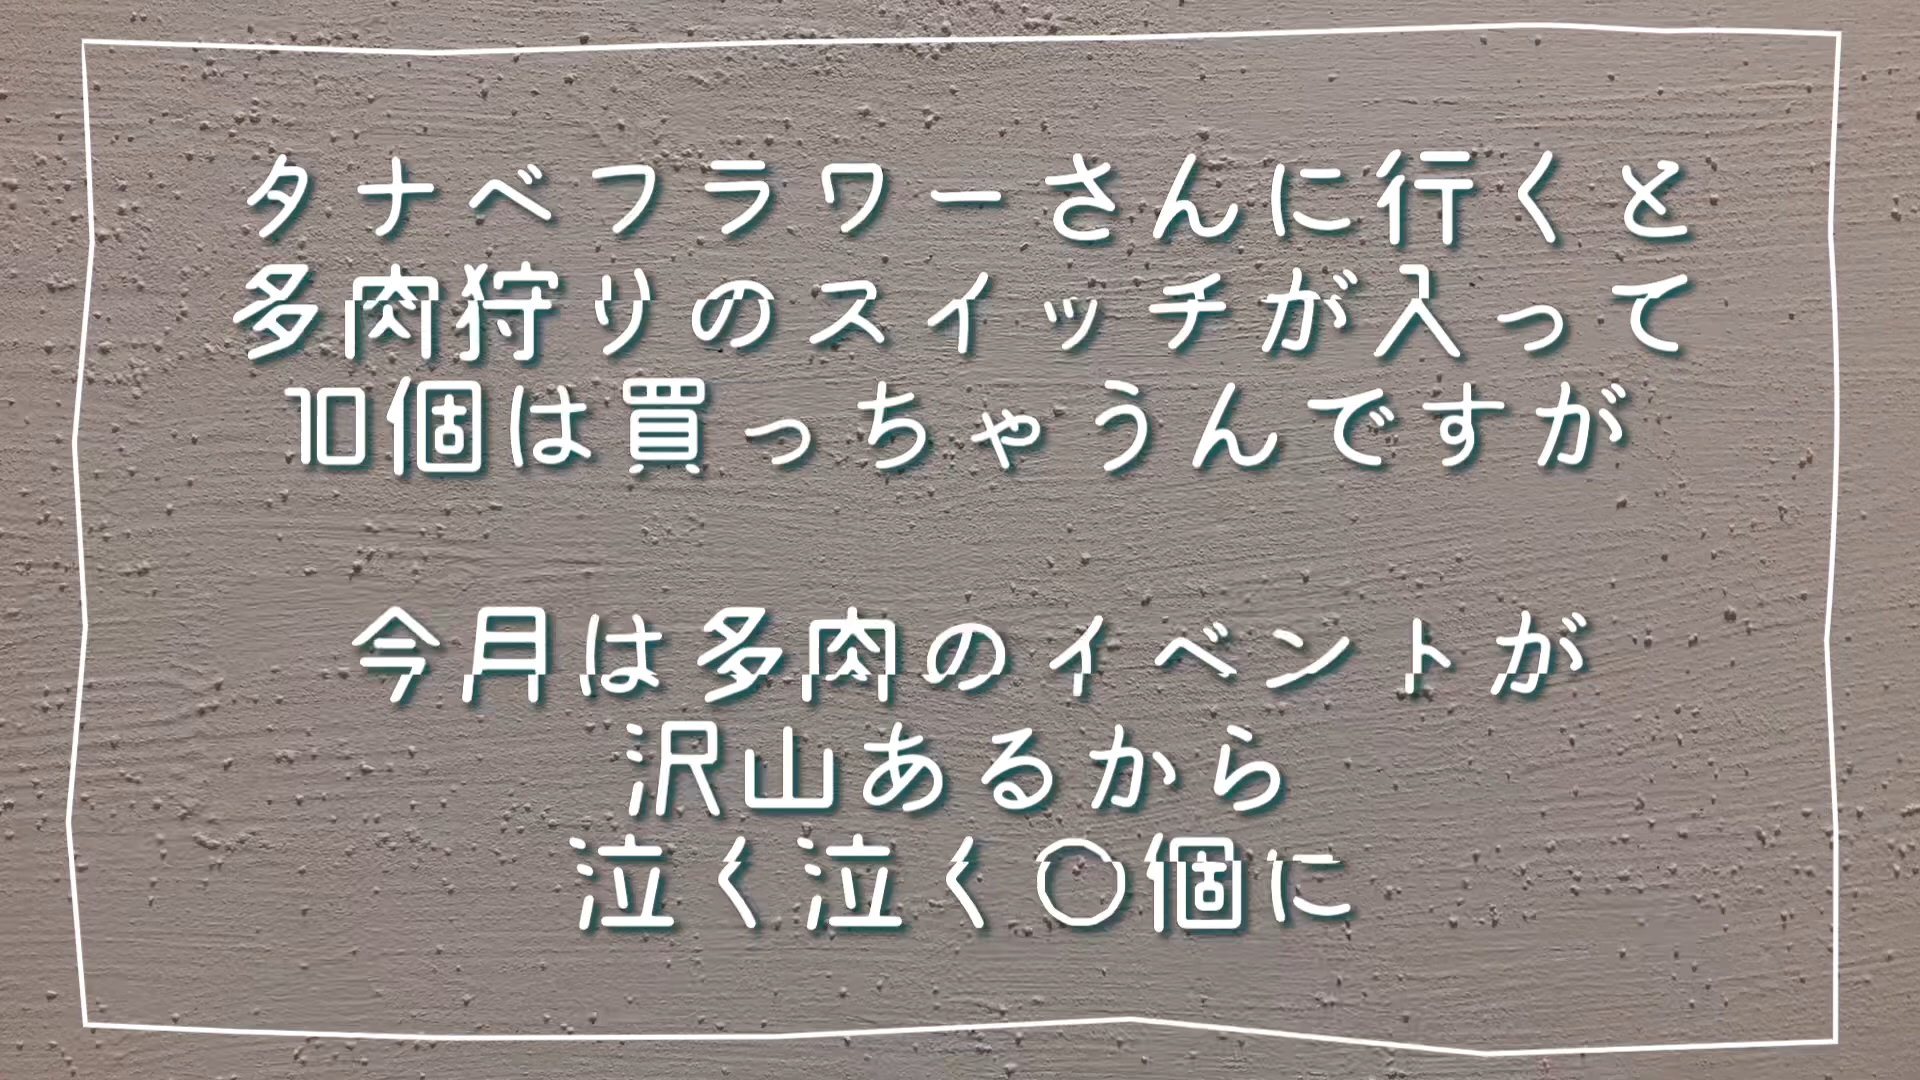 タナベフラワーさんに行くと
多肉狩りのスイッチが入って
10個は買っちゃうんですが
今月は多肉のイベントが
沢山あるから
泣く泣く〇個に